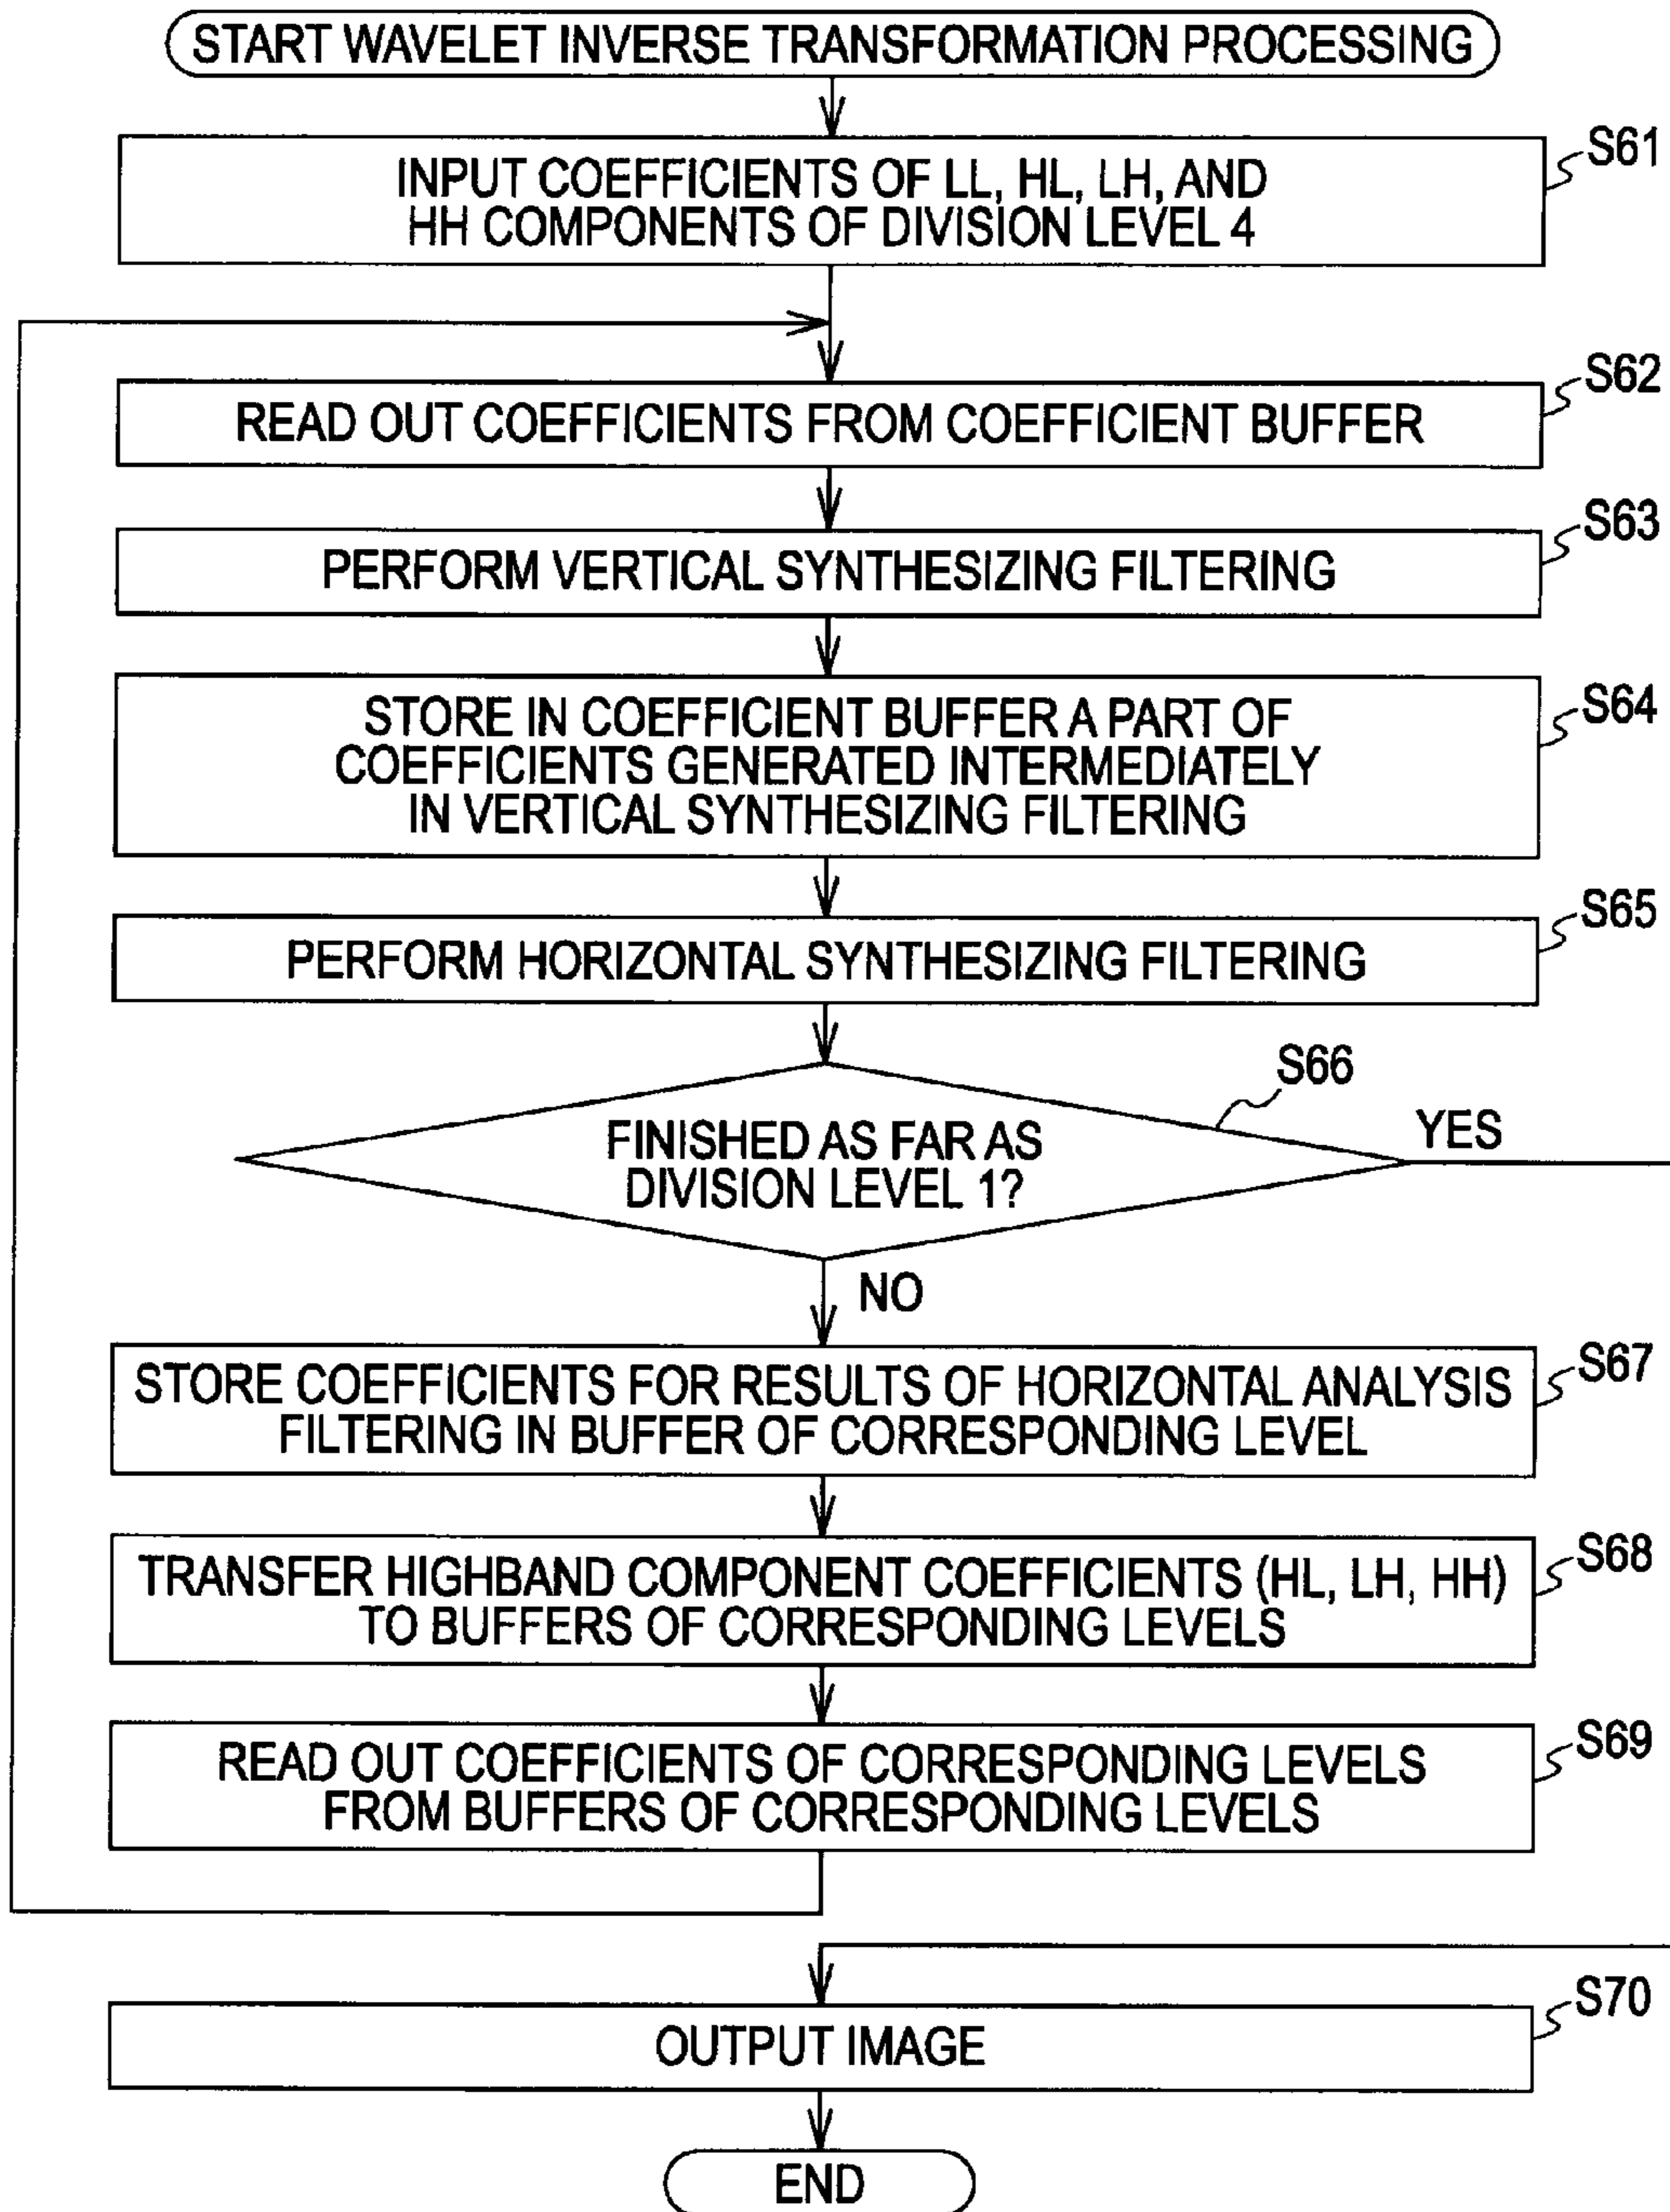 START WAVELET INVERSE TRANSFORMATION PROCESSING
S61
INPUT COEFFICIENTS OF LL, HL, LH, AND
HH COMPONENTS OF DIVISION LEVEL 4
S62
READ OUT COEFFICIENTS FROM COEFFICIENT BUFFER
S63
PERFORM VERTICAL SYNTHESIZING FILTERING
S64
STORE IN COEFFICIENT BUFFER A PART OF
COEFFICIENTS GENERATED INTERMEDIATELY
IN VERTICAL SYNTHESIZING FILTERING
S65
PERFORM HORIZONTAL SYNTHESIZING FILTERING
S66
FINISHED AS FAR AS
DIVISION LEVEL 1?
YES
NO
S67
STORE COEFFICIENTS FOR RESULTS OF HORIZONTAL ANALYSIS
FILTERING IN BUFFER OF CORRESPONDING LEVEL
S68
TRANSFER HIGHBAND COMPONENT COEFFICIENTS (HL, LH, HH)
TO BUFFERS OF CORRESPONDING LEVELS
S69
READ OUT COEFFICIENTS OF CORRESPONDING LEVELS
FROM BUFFERS OF CORRESPONDING LEVELS
S70
OUTPUT IMAGE
END